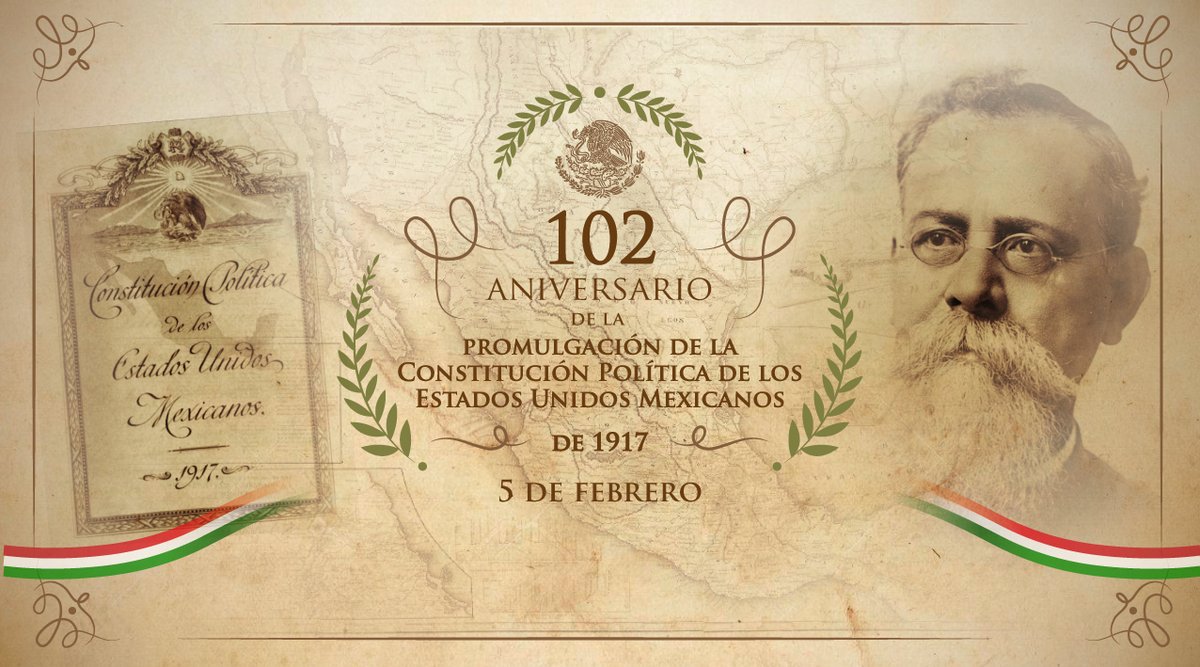 Constitución Política
de los
Estados Unidos
Mexicanos.
1917.
102
ANIVERSARIO
DE LA
PROMULGACIÓN DE LA
CONSTITUCIÓN POLÍTICA DE LOS
ESTADOS UNIDOS MEXICANOS
DE 1917
5 DE FEBRERO